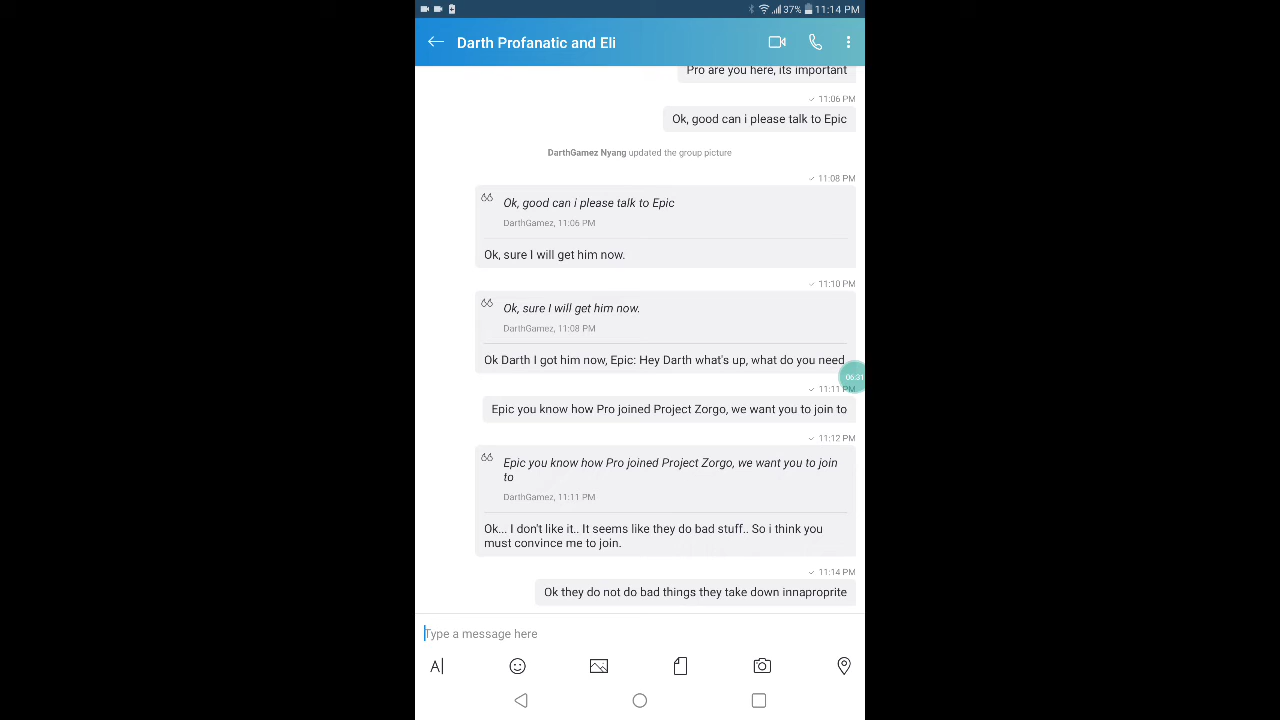 37% 11:14 PM
Darth Profanatic and Eli
Pro are you here, its important
11:06 PM
Ok, good can i please talk to Epic
DarthGamez Nyang updated the group picture
11:08 PM
Ok, good can i please talk to Epic
DarthGamez, 11:06 PM
Ok, sure I will get him now.
11:10 PM
Ok, sure I will get him now.
DarthGamez, 11:08 PM
Ok Darth I got him now, Epic: Hey Darth what's up, what do you need
06:31
11:11 PM
Epic you know how Pro joined Project Zorgo, we want you to join to
11:12 PM
Epic you know how Pro joined Project Zorgo, we want you to join
to
DarthGamez, 11:11 PM
Ok... I don't like it.. It seems like they do bad stuff.. So i think you
must convince me to join.
11:14 PM
Ok they do not do bad things they take down innaproprite
Type a message here
A